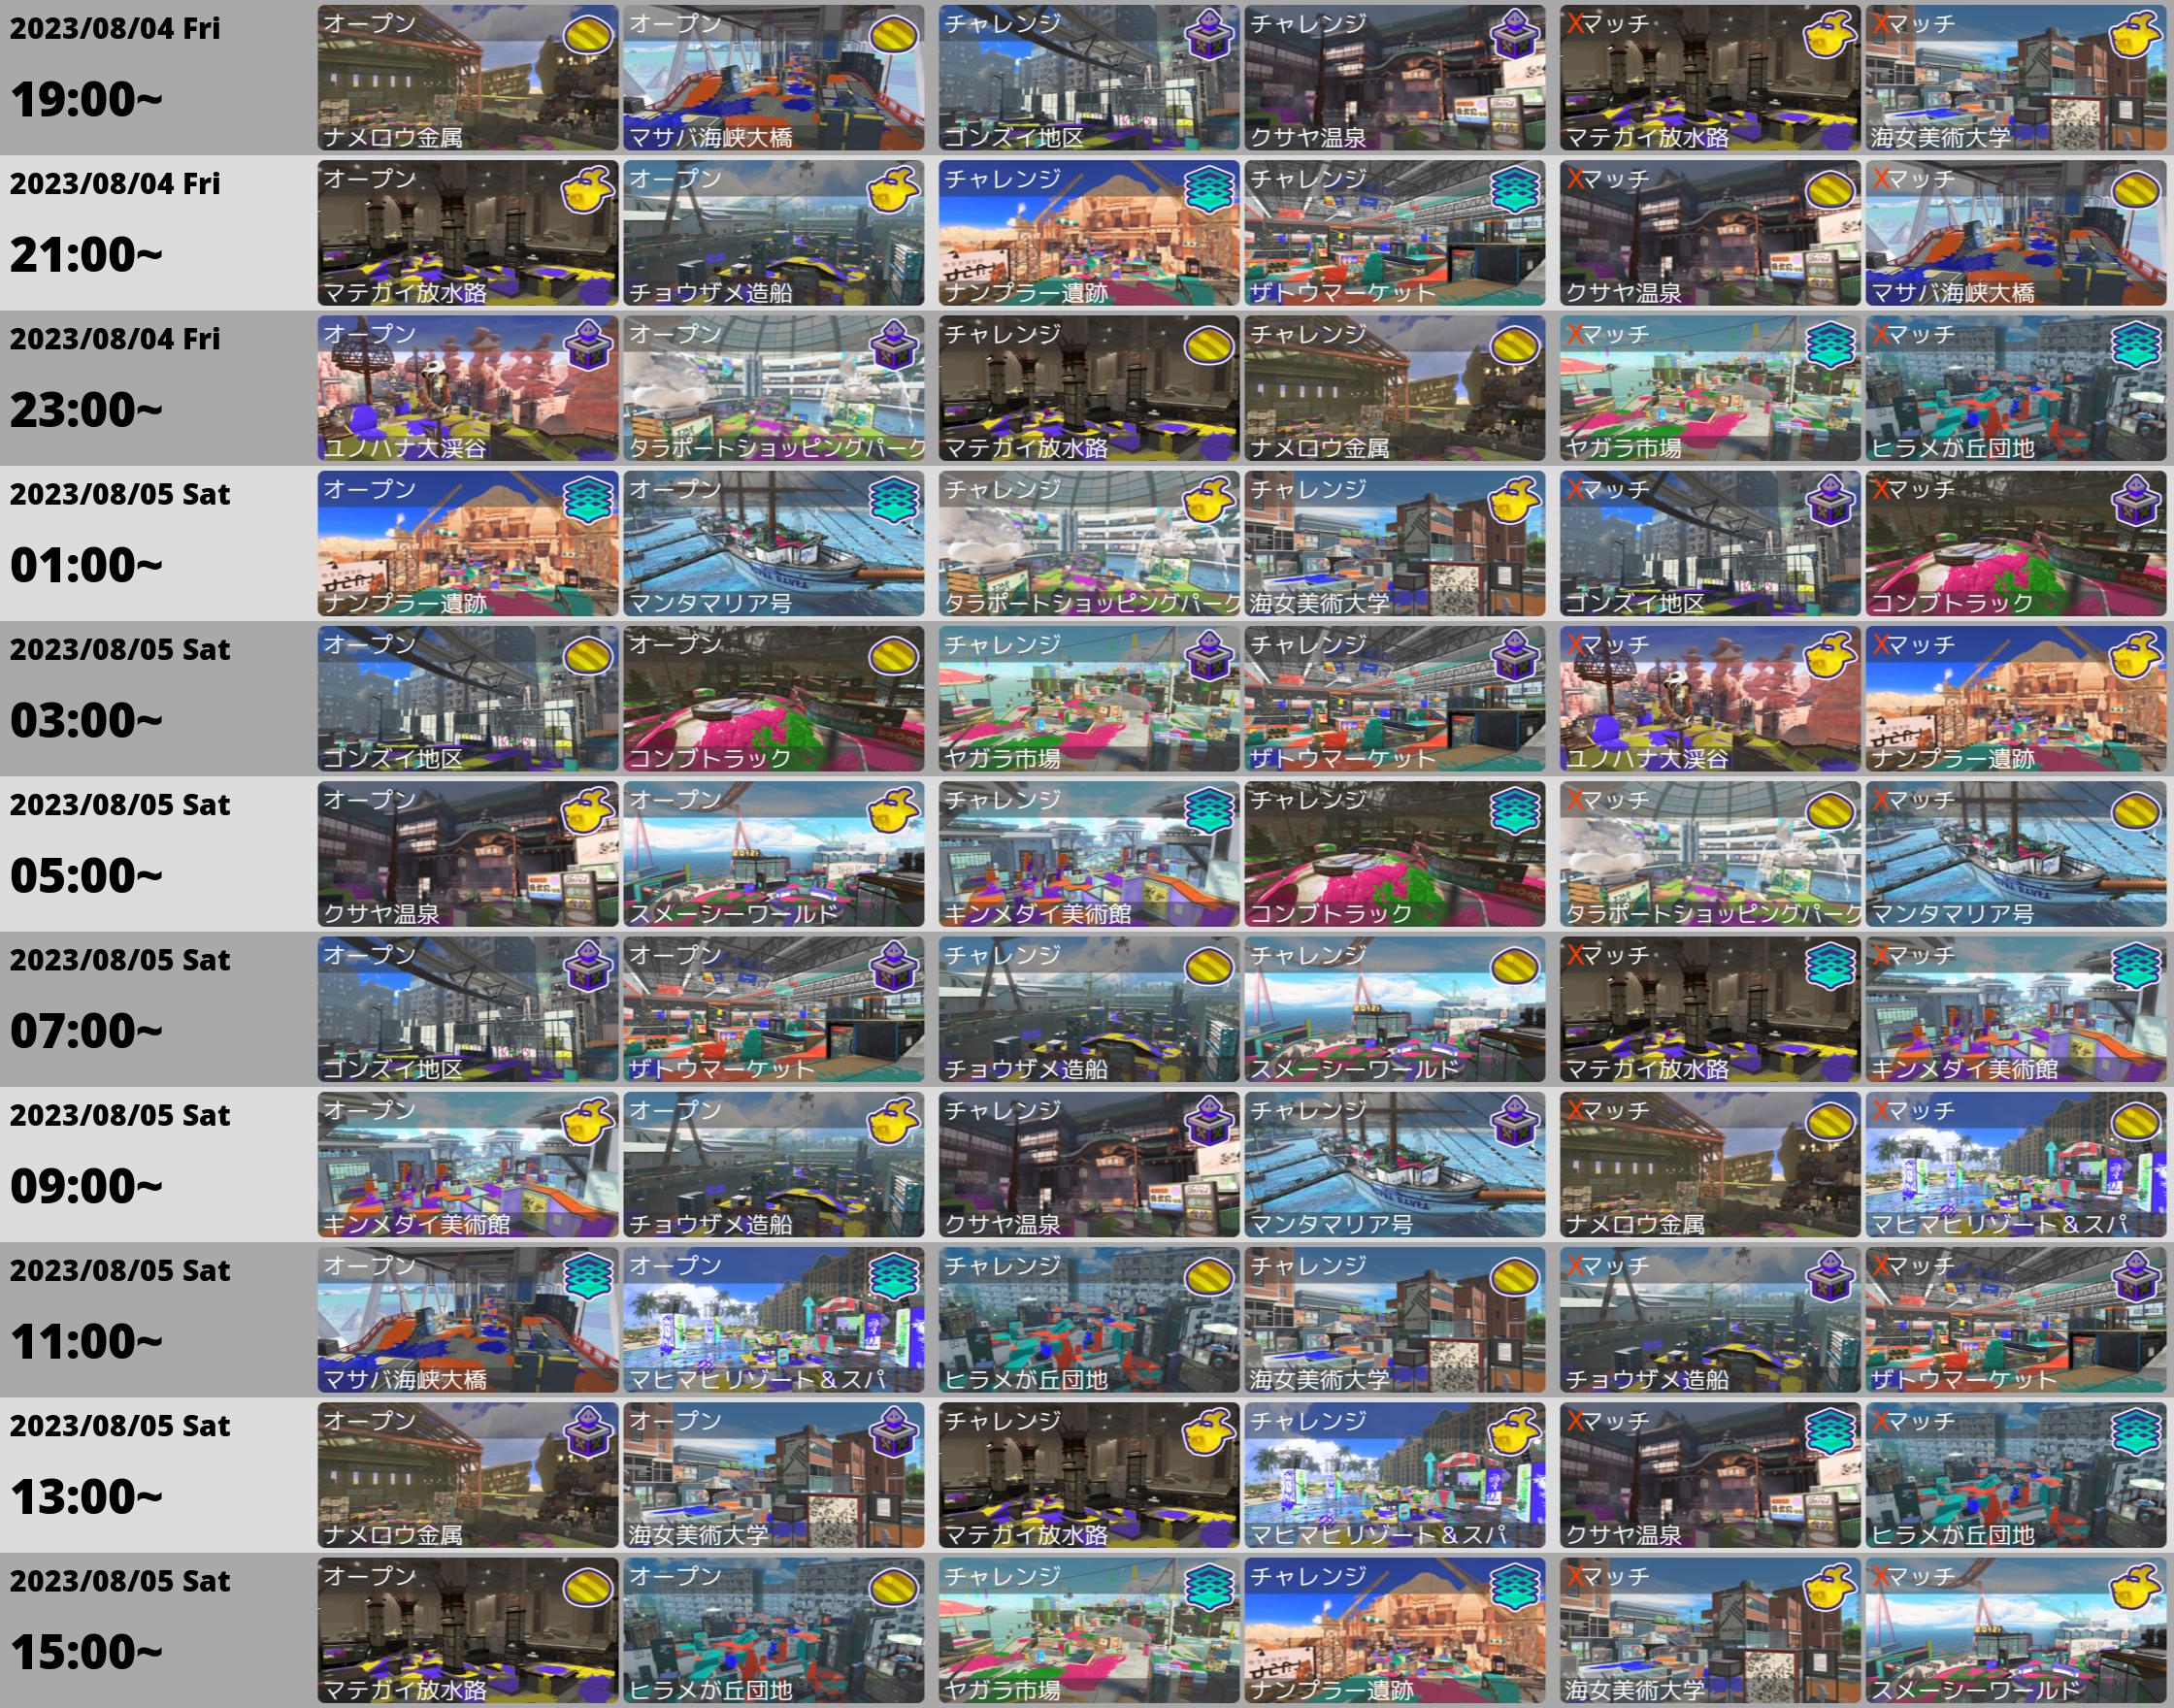 2023/08/04 Fri
19:00~
オープン
ナメロウ金属
オープン
マサバ海峡大橋
チャレンジ
ゴンズイ地区
チャレンジ
クサヤ温泉
Xマッチ
マテガイ放水路
Xマッチ
海女美術大学
2023/08/04 Fri
21:00~
オープン
マテガイ放水路
オープン
チョウザメ造船
チャレンジ
ナンプラー遺跡
チャレンジ
ザトウマーケット
Xマッチ
クサヤ温泉
Xマッチ
マサバ海峡大橋
2023/08/04 Fri
23:00~
オープン
ユノハナ大渓谷
オープン
タラポートショッピングパーク
チャレンジ
マテガイ放水路
チャレンジ
ナメロウ金属
Xマッチ
ヤガラ市場
Xマッチ
ヒラメが丘団地
2023/08/05 Sat
01:00~
オープン
ナンプラー遺跡
オープン
マンタマリア号
チャレンジ
タラポートショッピングパーク
チャレンジ
海女美術大学
Xマッチ
ゴンズイ地区
Xマッチ
コンブトラック
2023/08/05 Sat
03:00~
オープン
ゴンズイ地区
オープン
コンブトラック
チャレンジ
ヤガラ市場
チャレンジ
ザトウマーケット
Xマッチ
ユノハナ大渓谷
Xマッチ
ナンプラー遺跡
2023/08/05 Sat
05:00~
オープン
クサヤ温泉
オープン
スメーシーワールド
チャレンジ
キンメダイ美術館
チャレンジ
コンブトラック
Xマッチ
タラポートショッピングパーク
Xマッチ
マンタマリア号
2023/08/05 Sat
07:00~
オープン
ゴンズイ地区
オープン
ザトウマーケット
チャレンジ
チョウザメ造船
チャレンジ
スメーシーワールド
Xマッチ
マテガイ放水路
Xマッチ
キンメダイ美術館
2023/08/05 Sat
09:00~
オープン
キンメダイ美術館
オープン
チョウザメ造船
チャレンジ
クサヤ温泉
チャレンジ
マンタマリア号
Xマッチ
ナメロウ金属
Xマッチ
マヒマヒリゾート＆スパ
2023/08/05 Sat
11:00~
オープン
マサバ海峡大橋
オープン
マヒマヒリゾート＆スパ
チャレンジ
ヒラメが丘団地
チャレンジ
海女美術大学
Xマッチ
チョウザメ造船
Xマッチ
ザトウマーケット
2023/08/05 Sat
13:00~
オープン
ナメロウ金属
オープン
海女美術大学
チャレンジ
マテガイ放水路
チャレンジ
マヒマヒリゾート＆スパ
Xマッチ
クサヤ温泉
Xマッチ
ヒラメが丘団地
2023/08/05 Sat
15:00~
オープン
マテガイ放水路
オープン
ヒラメが丘団地
チャレンジ
ヤガラ市場
チャレンジ
ナンプラー遺跡
Xマッチ
海女美術大学
Xマッチ
スメーシーワールド